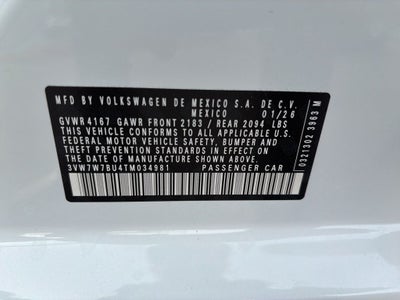 MFD BY VOLKSWAGEN DE MEXICO S.A. DE C.V.
MEXICO 01/26
GVWR 4167 GAWR FRONT 2183 / REAR 2094 LBS
THIS VEHICLE CONFORMS TO ALL APPLICABLE U.S.
FEDERAL MOTOR VEHICLE SAFETY, BUMPER AND
THEFT PREVENTION STANDARDS IN EFFECT ON THE
DATE OF MANUFACTURE SHOWN ABOVE.
3VW7W7BU4TM034981 PASSENGER CAR
0321302 3963 M